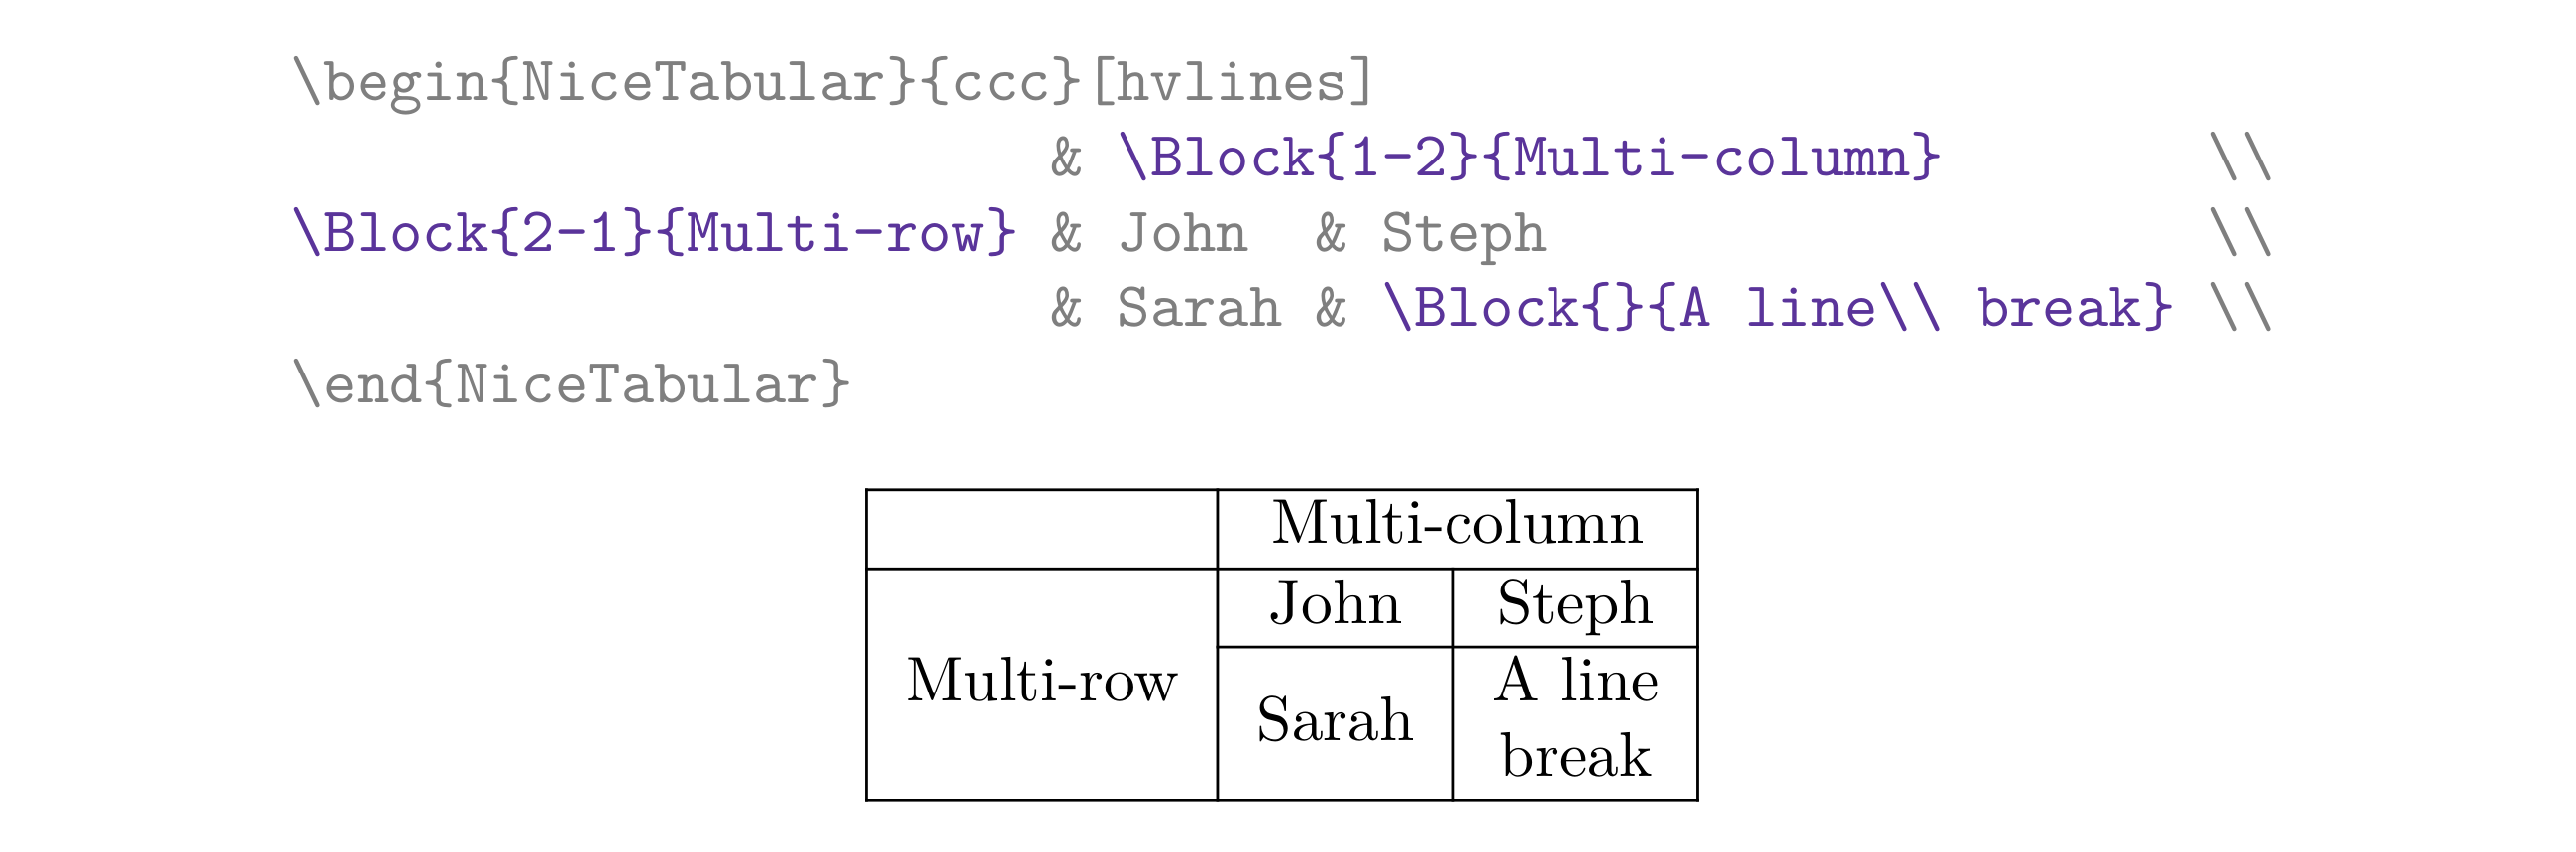 \begin{NiceTabular}{ccc}[hvlines]
& \Block{1-2}{Multi-column} \\
\Block{2-1}{Multi-row} & John & Steph \\
& Sarah & \Block{}{A line\\ break} \\
\end{NiceTabular}
Multi-column
John Steph
Multi-row
Sarah
A line
break